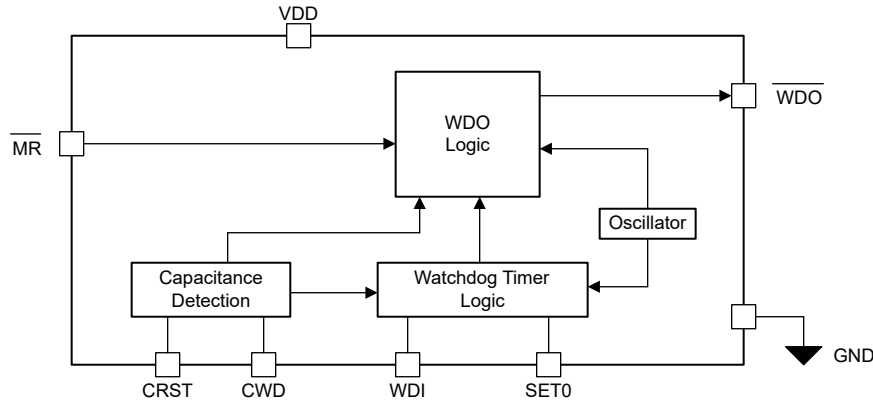 VDD
WDO
WDO
Logic
MR
Oscillator
Capacitance
Detection
Watchdog Timer
Logic
GND
CRST
CWD
WDI
SET0